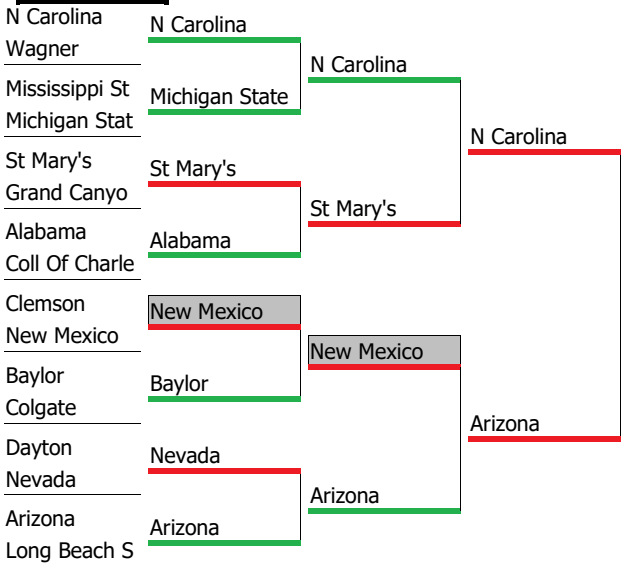 N Carolina
Wagner
Mississippi St
Michigan Stat
St Mary's
Grand Canyo
Alabama
Coll Of Charle
Clemson
New Mexico
Baylor
Colgate
Dayton
Nevada
Arizona
Long Beach S
N Carolina
Michigan State
St Mary's
Alabama
New Mexico
Baylor
Nevada
Arizona
N Carolina
St Mary's
New Mexico
Arizona
N Carolina
Arizona